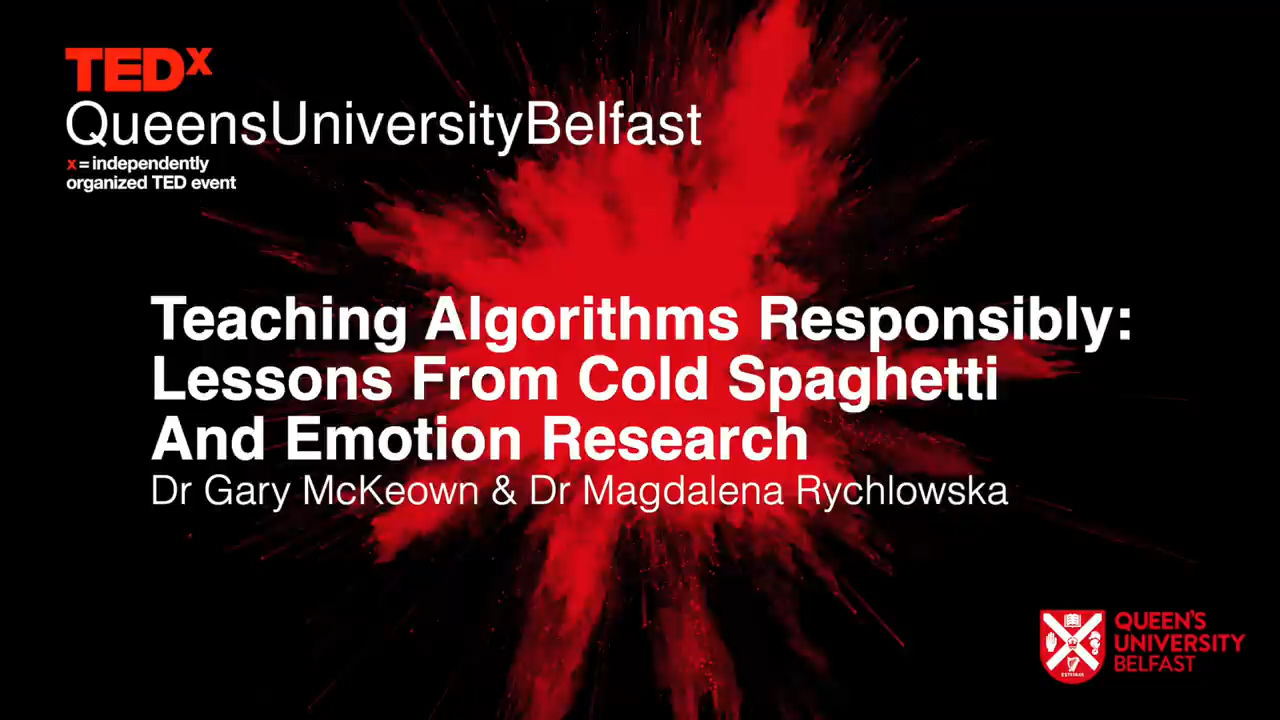 TEDx
QueensUniversityBelfast
x = independently
organized TED event
Teaching Algorithms Responsibly:
Lessons From Cold Spaghetti
And Emotion Research
Dr Gary McKeown & Dr Magdalena Rychlowska
QUEEN'S
UNIVERSITY
BELFAST